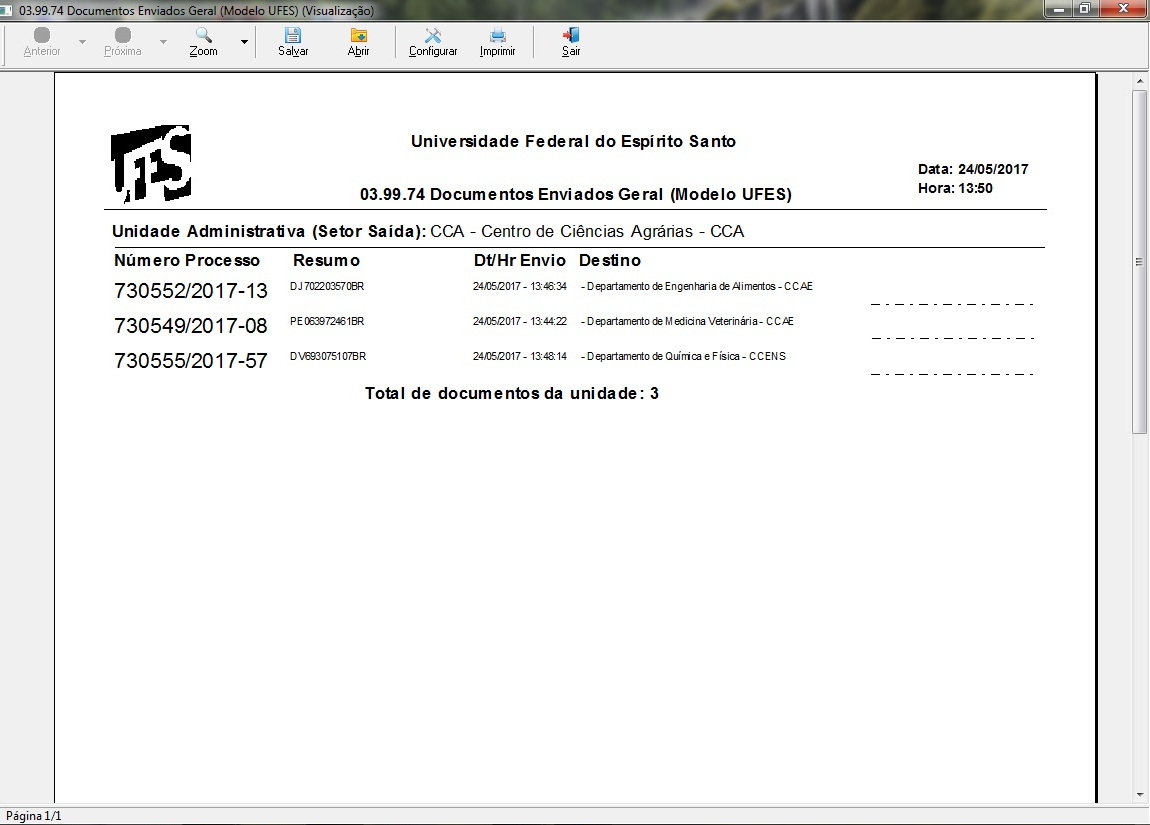 03.99.74 Documentos Enviados Geral (Modelo UFES) (Visualização)
Anterior Próxima Zoom Salvar Abrir Configurar Imprimir Sair
UFES
Universidade Federal do Espírito Santo
Data: 24/05/2017
Hora: 13:50
03.99.74 Documentos Enviados Geral (Modelo UFES)
Unidade Administrativa (Setor Saída): CCA - Centro de Ciências Agrárias - CCA
Número Processo Resumo Dt/Hr Envio Destino
730552/2017-13 DJ702203570BR 24/05/2017 - 13:46:34 - Departamento de Engenharia de Alimentos - CCAE
730549/2017-08 PE063972461BR 24/05/2017 - 13:44:22 - Departamento de Medicina Veterinária - CCAE
730555/2017-57 DV693075107BR 24/05/2017 - 13:48:14 - Departamento de Química e Física - CCENS
Total de documentos da unidade: 3
Página 1/1